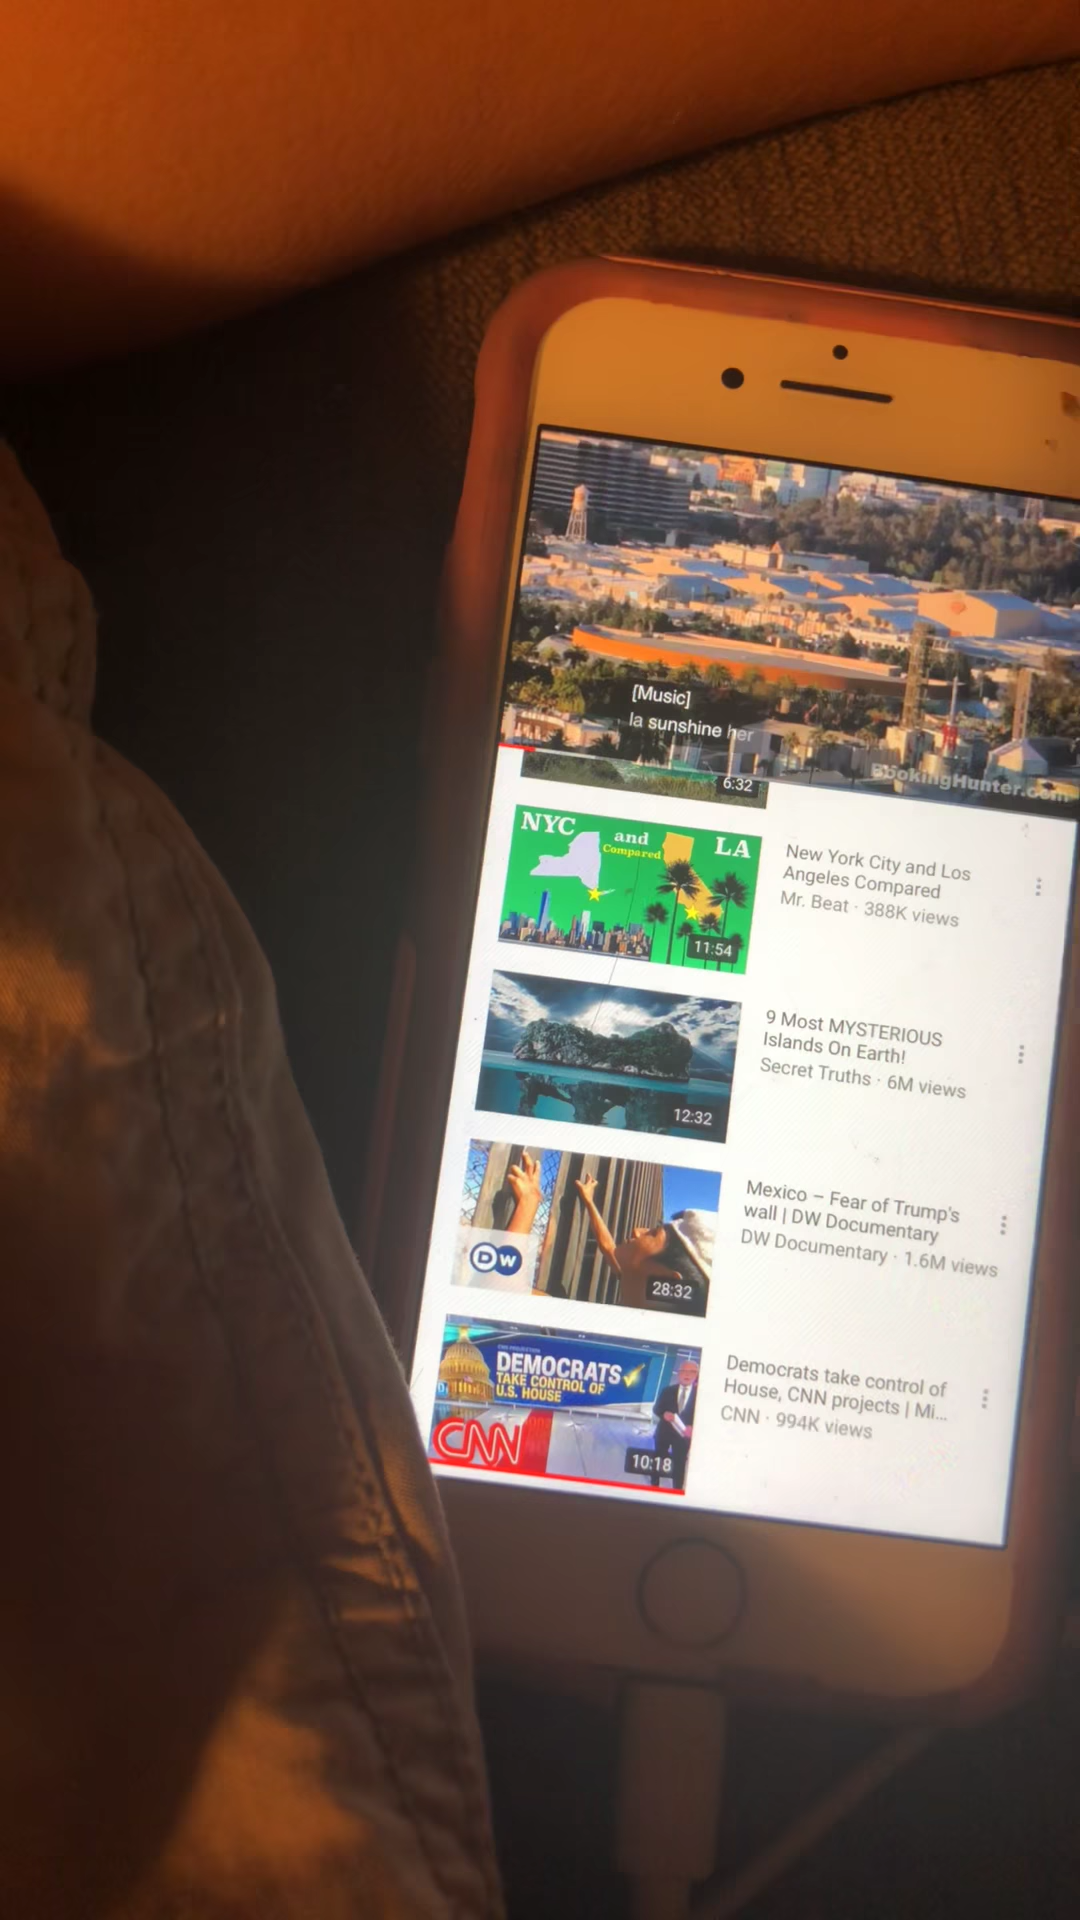 [Music]
la sunshine her
BookingHunter.com
6:32
NYC and LA
Compared
11:54
New York City and Los
Angeles Compared
Mr. Beat · 388K views
12:32
9 Most MYSTERIOUS
Islands On Earth!
Secret Truths · 6M views
DW
28:32
Mexico – Fear of Trump's
wall | DW Documentary
DW Documentary · 1.6M views
DEMOCRATS
TAKE CONTROL OF
U.S. HOUSE
CNN
10:18
Democrats take control of
House, CNN projects | Mi...
CNN · 994K views